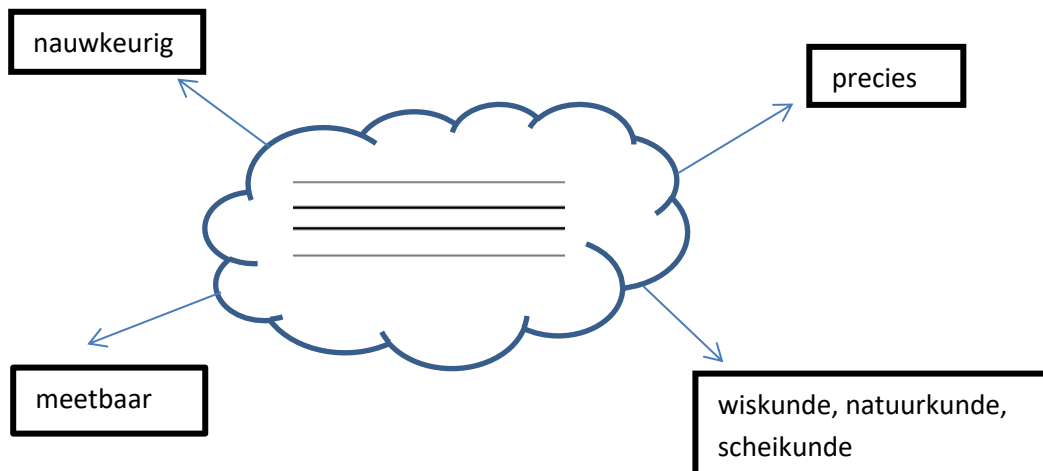 nauwkeurig
precies
meetbaar
wiskunde, natuurkunde,
scheikunde